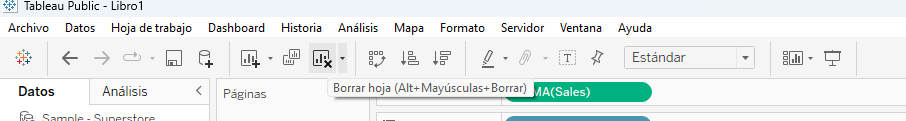 Tableau Public - Libro1
Archivo Datos Hoja de trabajo Dashboard Historia Análisis Mapa Formato Servidor Ventana Ayuda
Estándar
Borrar hoja (Alt+Mayúsculas+Borrar)
Datos Análisis Páginas MA(Sales)
Sample - Superstore